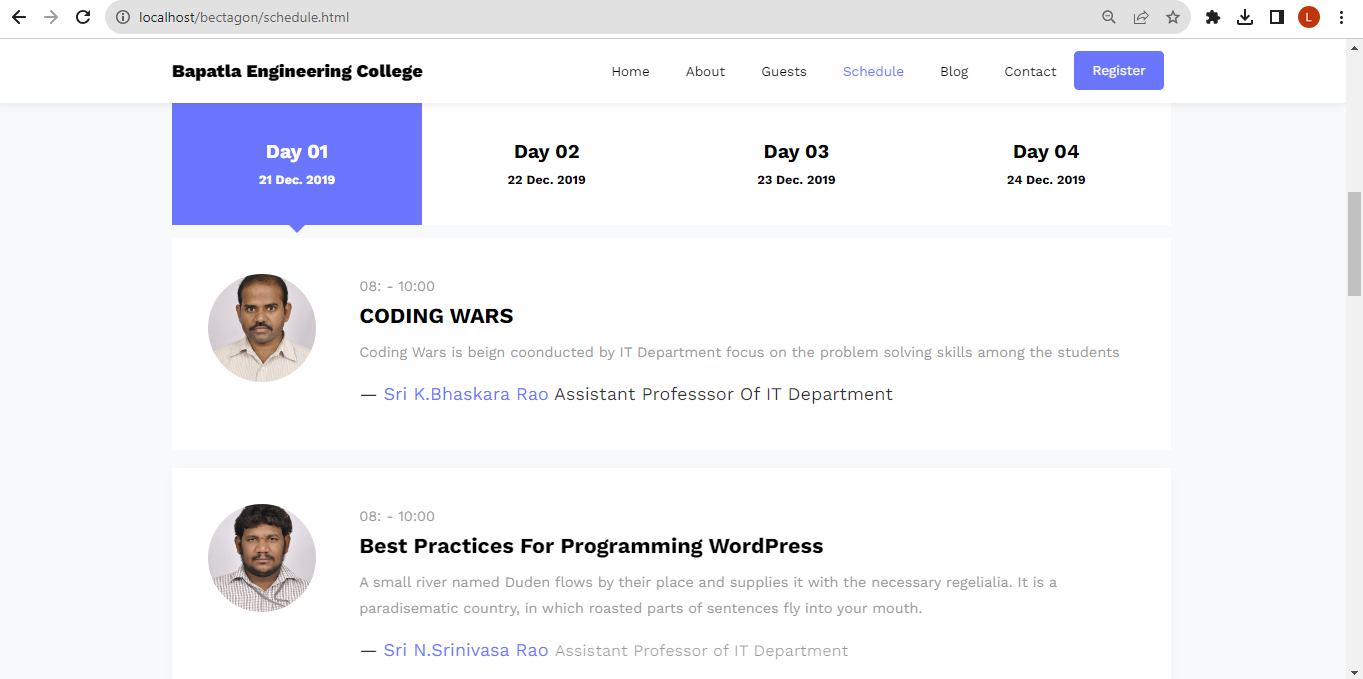 localhost/bectagon/schedule.html
L
Bapatla Engineering College
Home About Guests Schedule Blog Contact Register
Day 01 Day 02 Day 03 Day 04
21 Dec. 2019 22 Dec. 2019 23 Dec. 2019 24 Dec. 2019
08: - 10:00
CODING WARS
Coding Wars is beign coonducted by IT Department focus on the problem solving skills among the students
— Sri K.Bhaskara Rao Assistant Professsor Of IT Department
08: - 10:00
Best Practices For Programming WordPress
A small river named Duden flows by their place and supplies it with the necessary regelialia. It is a
paradisematic country, in which roasted parts of sentences fly into your mouth.
— Sri N.Srinivasa Rao Assistant Professor of IT Department